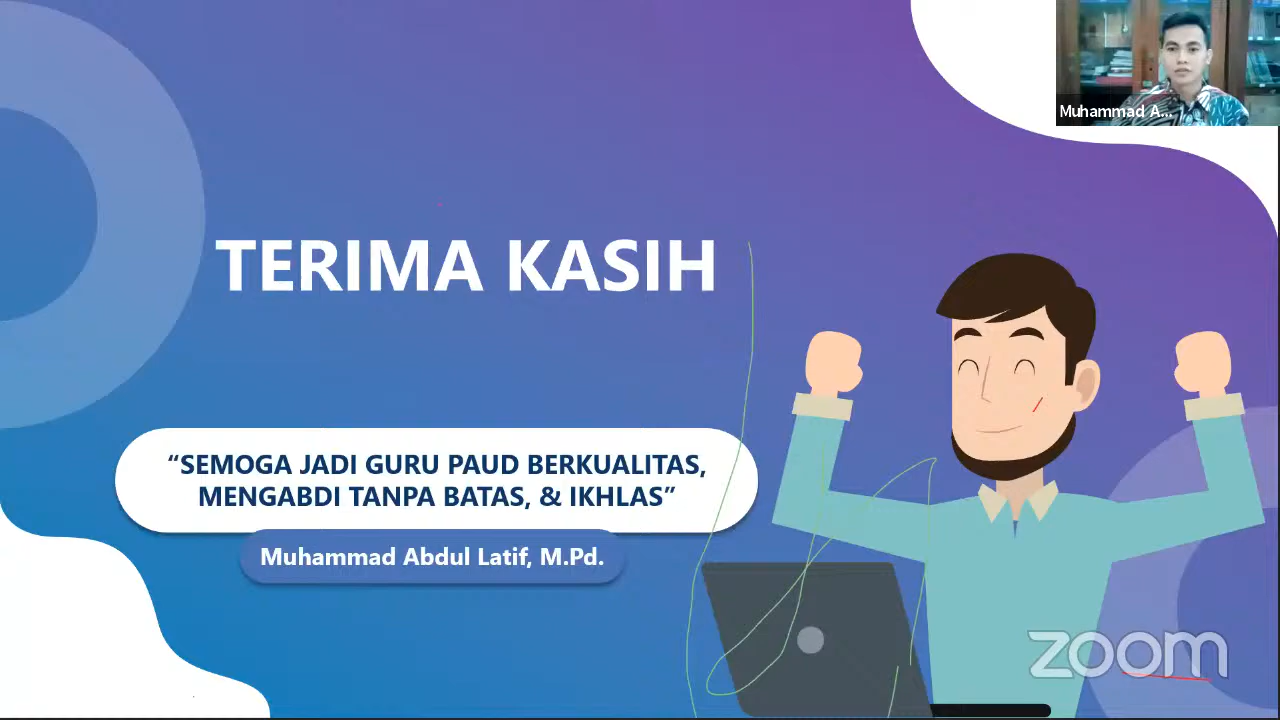 Muhammad A...
TERIMA KASIH
“SEMOGA JADI GURU PAUD BERKUALITAS,
MENGABDI TANPA BATAS, & IKHLAS”
Muhammad Abdul Latif, M.Pd.
zoom